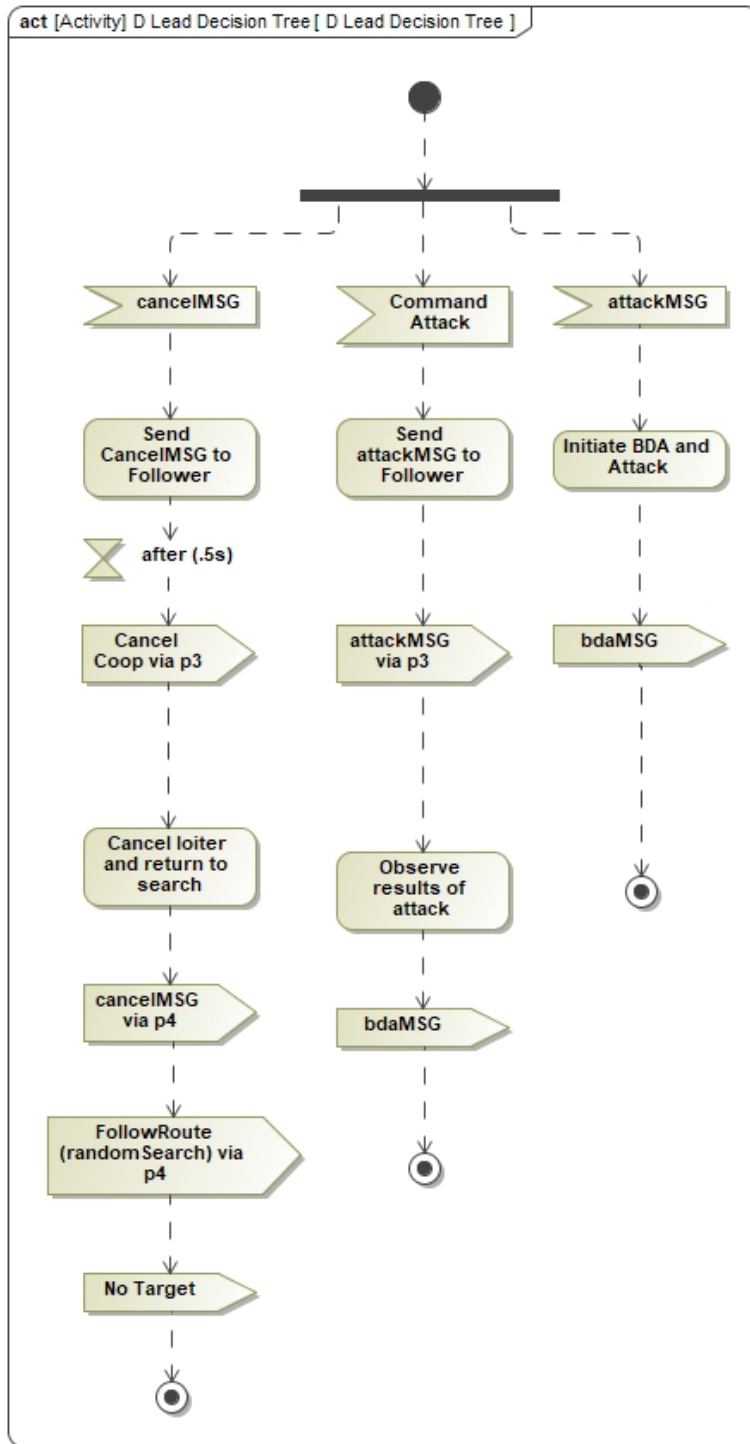 act [Activity] D Lead Decision Tree [ D Lead Decision Tree ]
cancelMSG
Send
CancelMSG to
Follower
after (.5s)
Cancel
Coop via p3
Cancel loiter
and return to
search
cancelMSG
via p4
FollowRoute
(randomSearch) via
p4
No Target
Command
Attack
Send
attackMSG to
Follower
attackMSG
via p3
Observe
results of
attack
bdaMSG
attackMSG
Initiate BDA and
Attack
bdaMSG